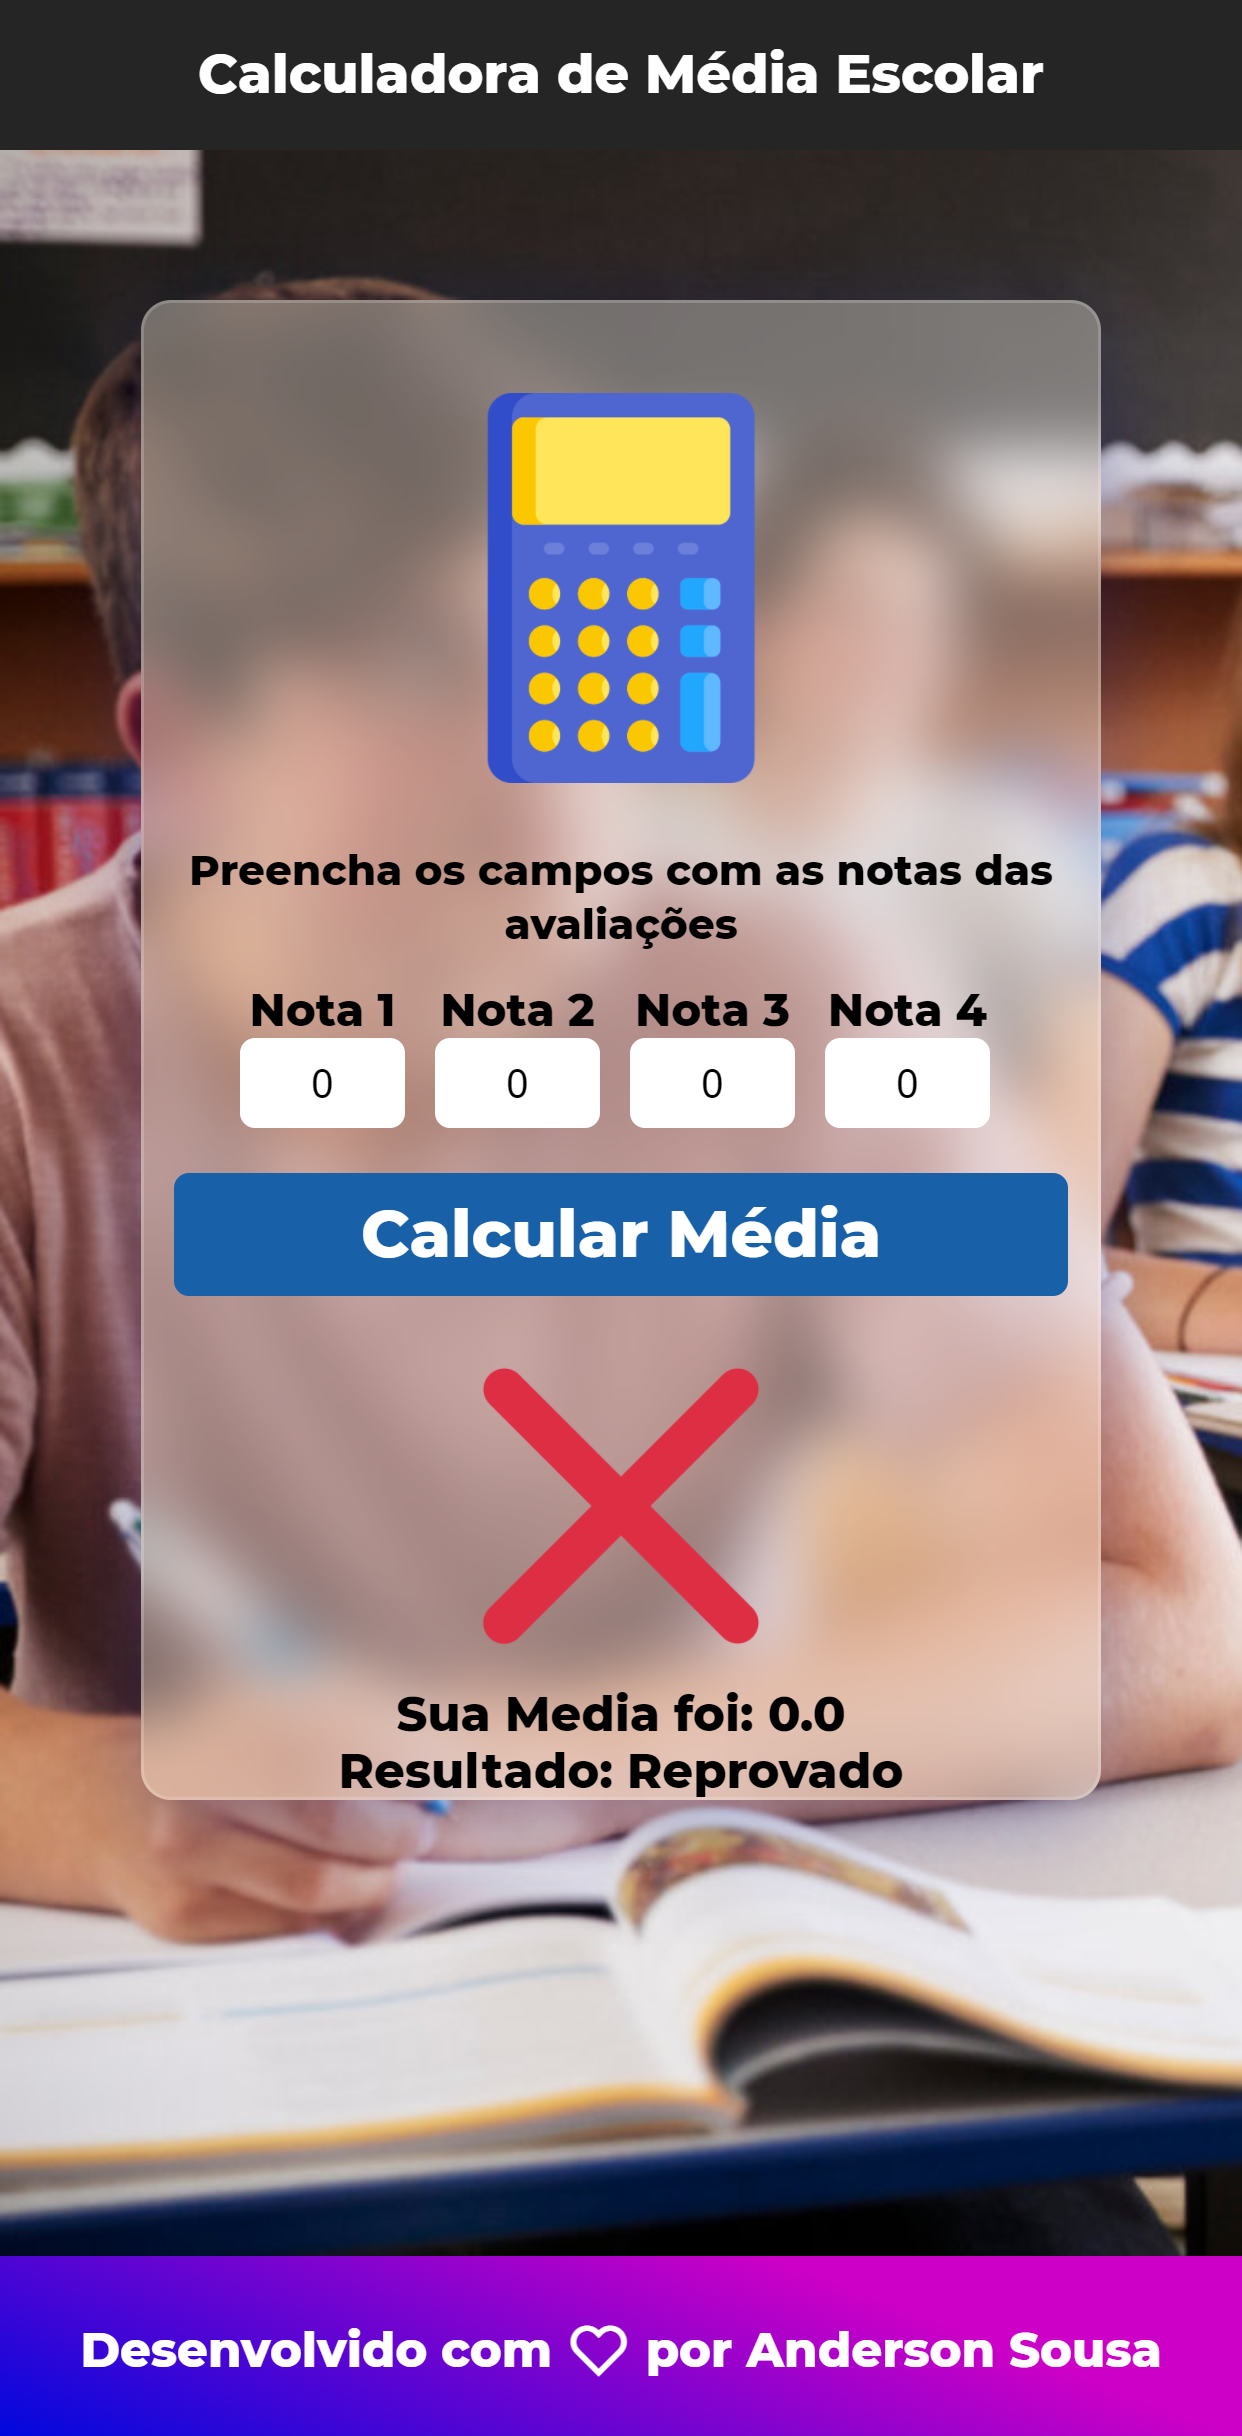 Calculadora de Média Escolar
Preencha os campos com as notas das
avaliações
Nota 1 Nota 2 Nota 3 Nota 4
0 0 0 0
Calcular Média
Sua Media foi: 0.0
Resultado: Reprovado
Desenvolvido com ♡ por Anderson Sousa